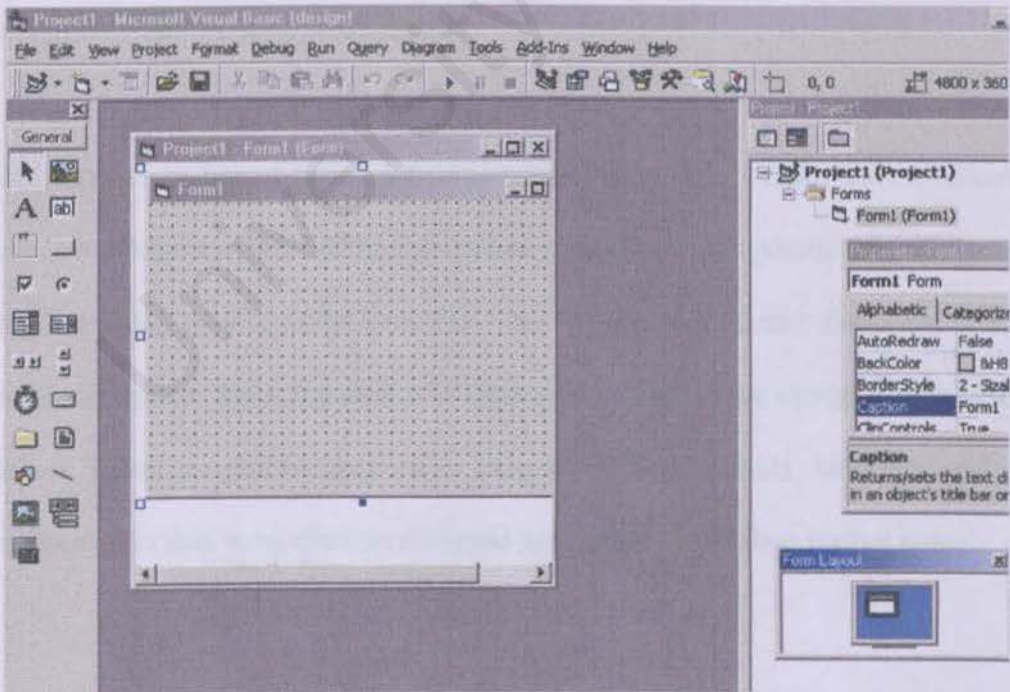 Project1 - Microsoft Visual Basic [design]
File Edit View Project Format Debug Run Query Diagram Tools Add-Ins Window Help
0, 0 4800 x 360
General
Project1 - Form1 (Form)
Form1
A ab|
Project - Project1
Project1 (Project1)
Forms
Form1 (Form1)
Form1 Form
Alphabetic Categorize
AutoRedraw False
BackColor &H8
BorderStyle 2 - Sizal
Caption Form1
ClipControls True
Caption
Returns/sets the text di
in an object's title bar or
Form Layout
University